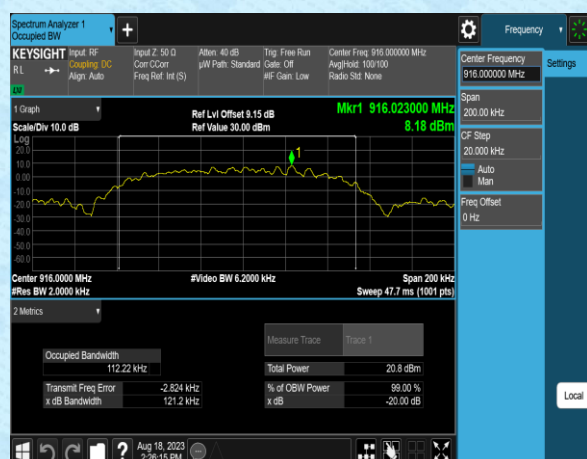 Spectrum Analyzer 1
Occupied BW
Frequency
KEYSIGHT
R L
Input: RF
Coupling: DC
Align: Auto
Input Z: 50 Ω
Corr CCorr
Freq Ref: Int (S)
Atten: 40 dB
µW Path: Standard
Trig: Free Run
Gate: Off
#IF Gain: Low
Center Freq: 916.000000 MHz
Avg|Hold: 100/100
Radio Std: None
Center Frequency
916.000000 MHz
Settings
Span
200.00 kHz
CF Step
20.000 kHz
Auto
Man
Freq Offset
0 Hz
1 Graph
Scale/Div 10.0 dB
Ref Lvl Offset 9.15 dB
Ref Value 30.00 dBm
Mkr1 916.023000 MHz
8.18 dBm
Log
20.0
10.0
0.00
-10.0
-20.0
-30.0
-40.0
-50.0
-60.0
1
Center 916.0000 MHz
#Res BW 2.0000 kHz
#Video BW 6.2000 kHz
Span 200 kHz
Sweep 47.7 ms (1001 pts)
2 Metrics
Measure Trace
Trace 1
Occupied Bandwidth
112.22 kHz
Total Power
20.8 dBm
Transmit Freq Error
-2.824 kHz
% of OBW Power
99.00 %
x dB Bandwidth
121.2 kHz
x dB
-20.00 dB
Local
Aug 18, 2023
2:26:15 PM